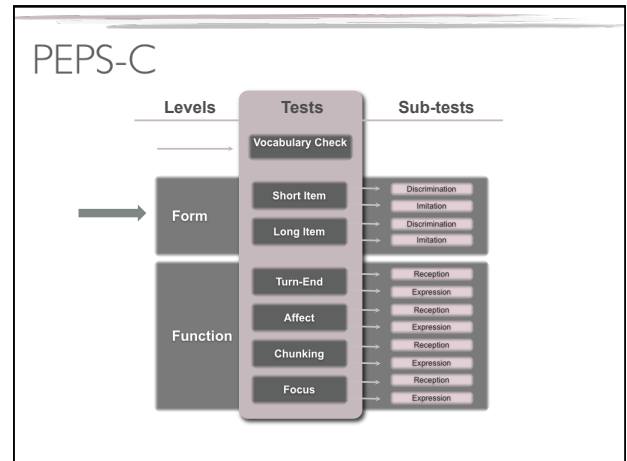 PEPS-C
Levels Tests Sub-tests
Vocabulary Check
Form
Short Item
Discrimination
Imitation
Long Item
Discrimination
Imitation
Function
Turn-End
Reception
Expression
Affect
Reception
Expression
Chunking
Reception
Expression
Focus
Reception
Expression